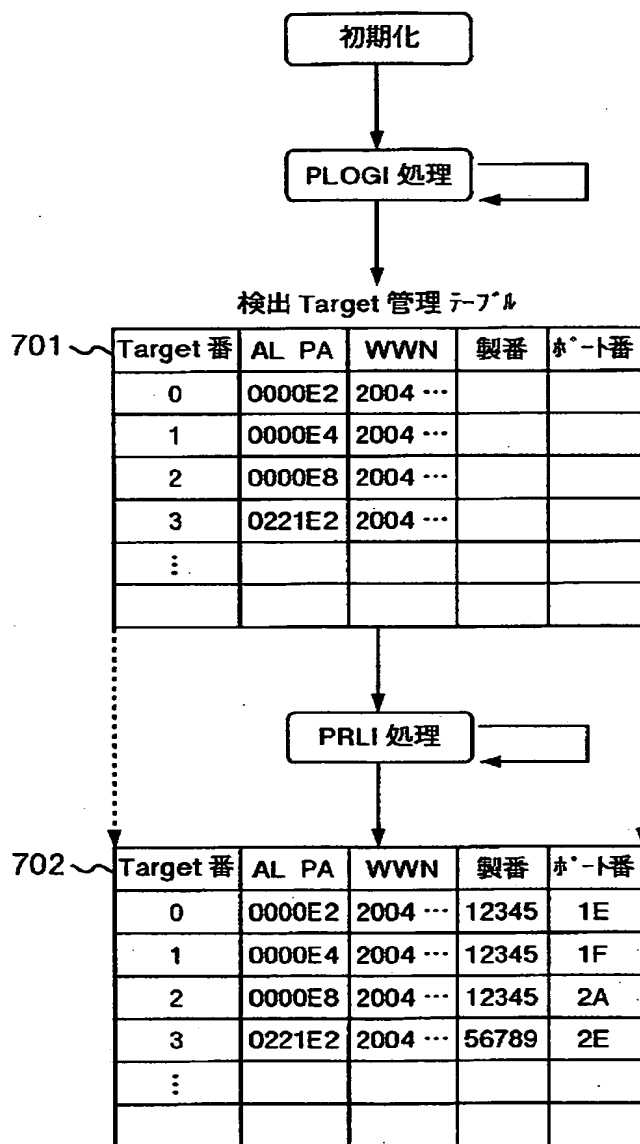 初期化
PLOGI 処理
検出 Target 管理 ﾃｰﾌﾞﾙ
701
Target 番 AL PA WWN 製番 ﾎﾟｰﾄ番
0 0000E2 2004 …
1 0000E4 2004 …
2 0000E8 2004 …
3 0221E2 2004 …
⋮
PRLI 処理
702
Target 番 AL PA WWN 製番 ﾎﾟｰﾄ番
0 0000E2 2004 … 12345 1E
1 0000E4 2004 … 12345 1F
2 0000E8 2004 … 12345 2A
3 0221E2 2004 … 56789 2E
⋮